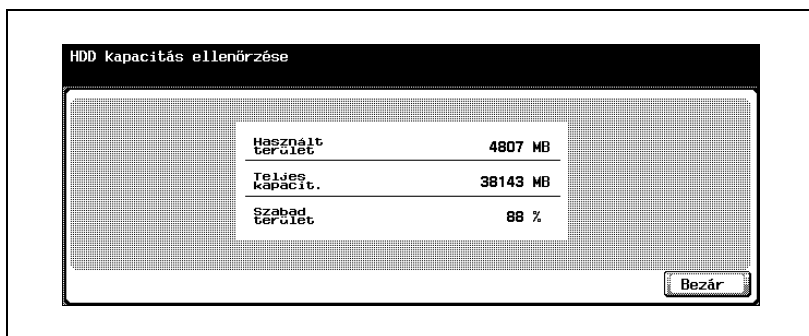 HDD kapacitás ellenőrzése
Használt
terület
4807 MB
Teljes
kapacit.
38143 MB
Szabad
terület
88 %
Bezár